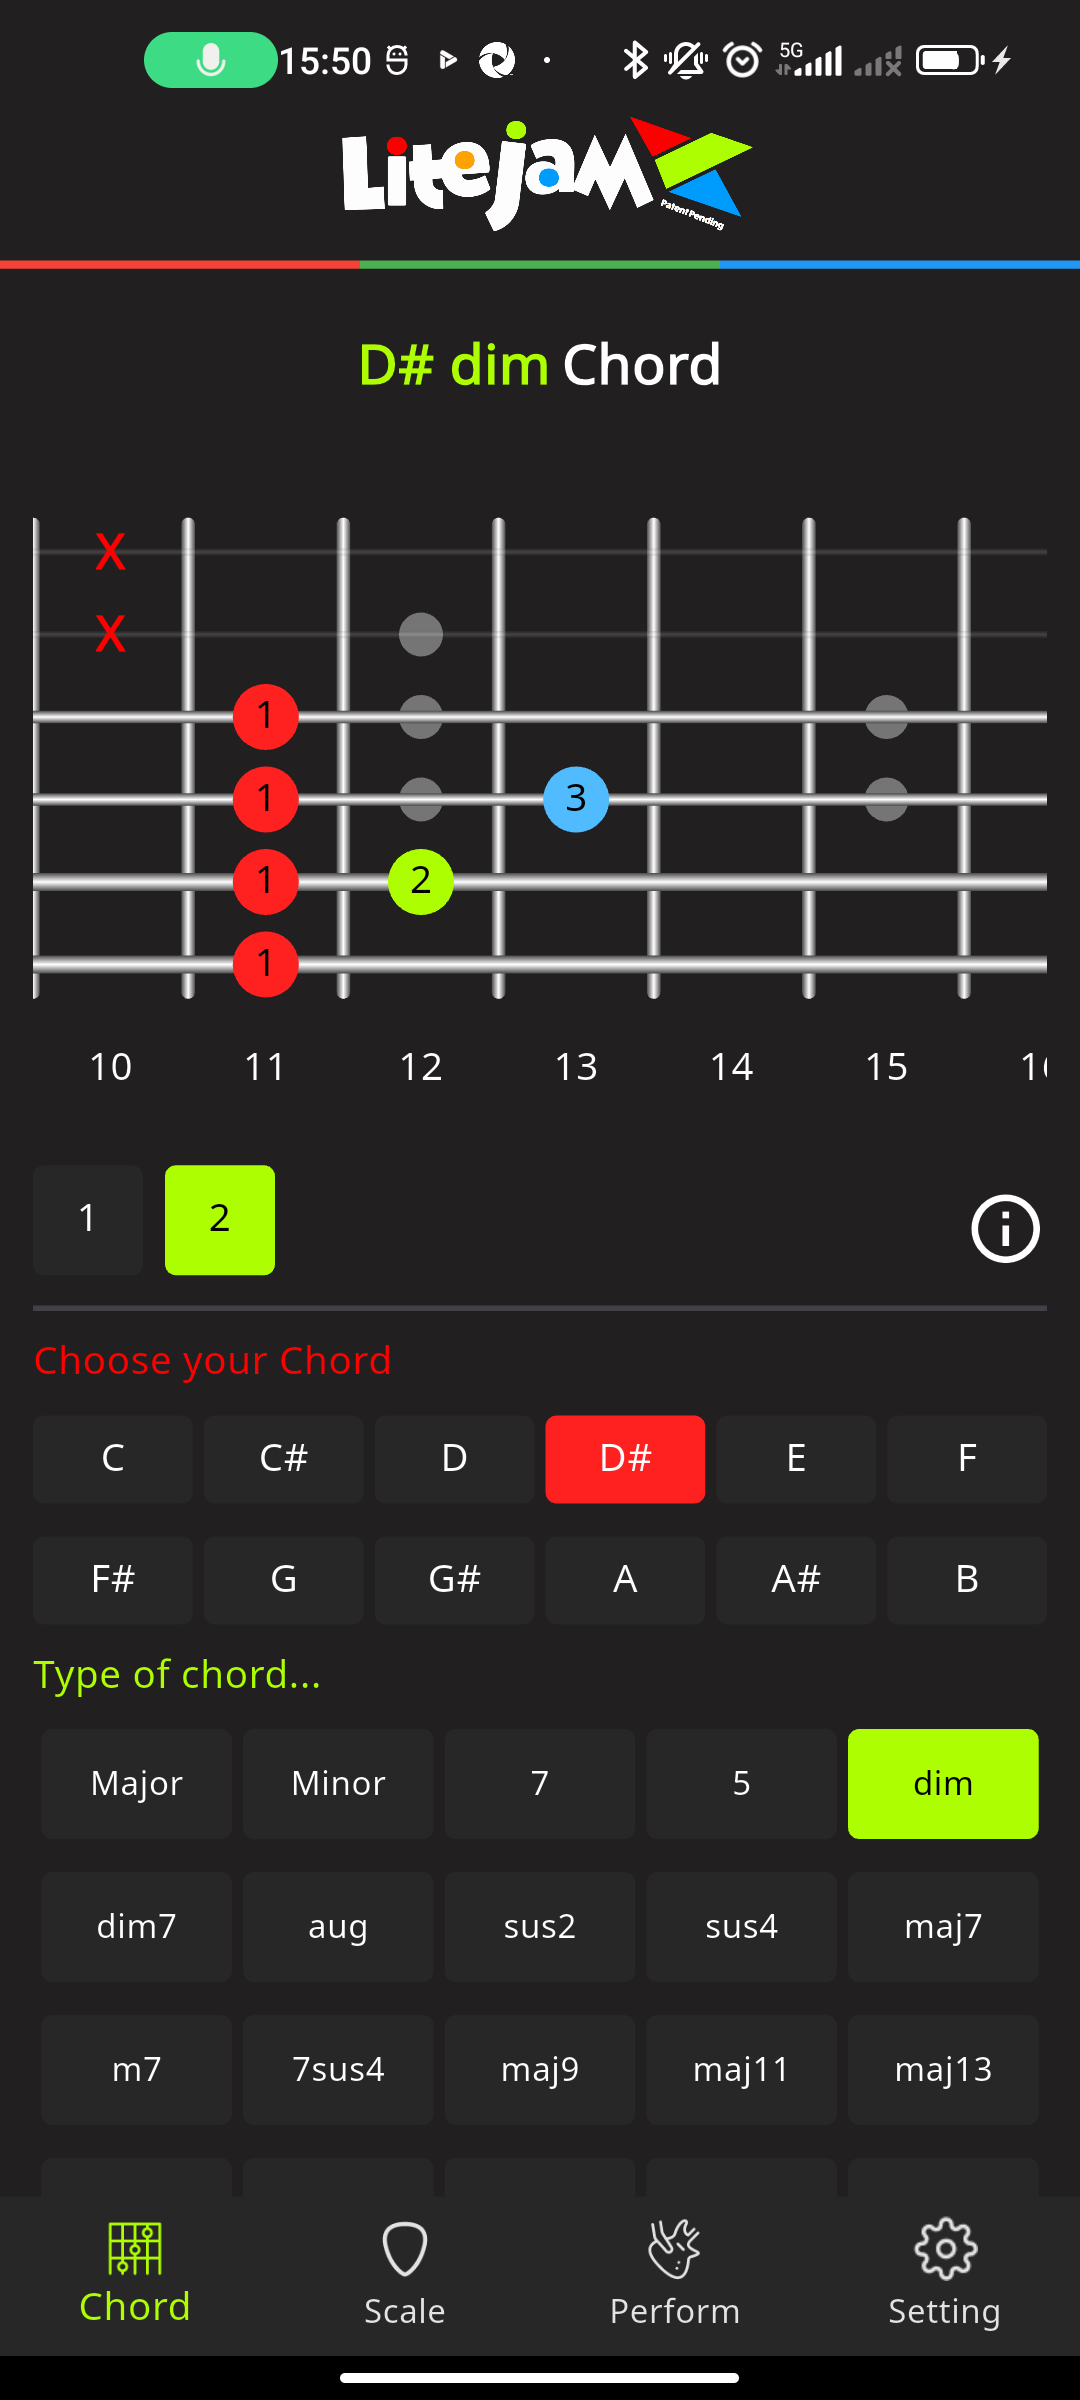 15:50 5G
LiteJam
Patent Pending
D# dim Chord
X
X
1
1 3
1 2
1
10 11 12 13 14 15
1 2
Choose your Chord
C C# D D# E F
F# G G# A A# B
Type of chord...
Major Minor 7 5 dim
dim7 aug sus2 sus4 maj7
m7 7sus4 maj9 maj11 maj13
Chord Scale Perform Setting